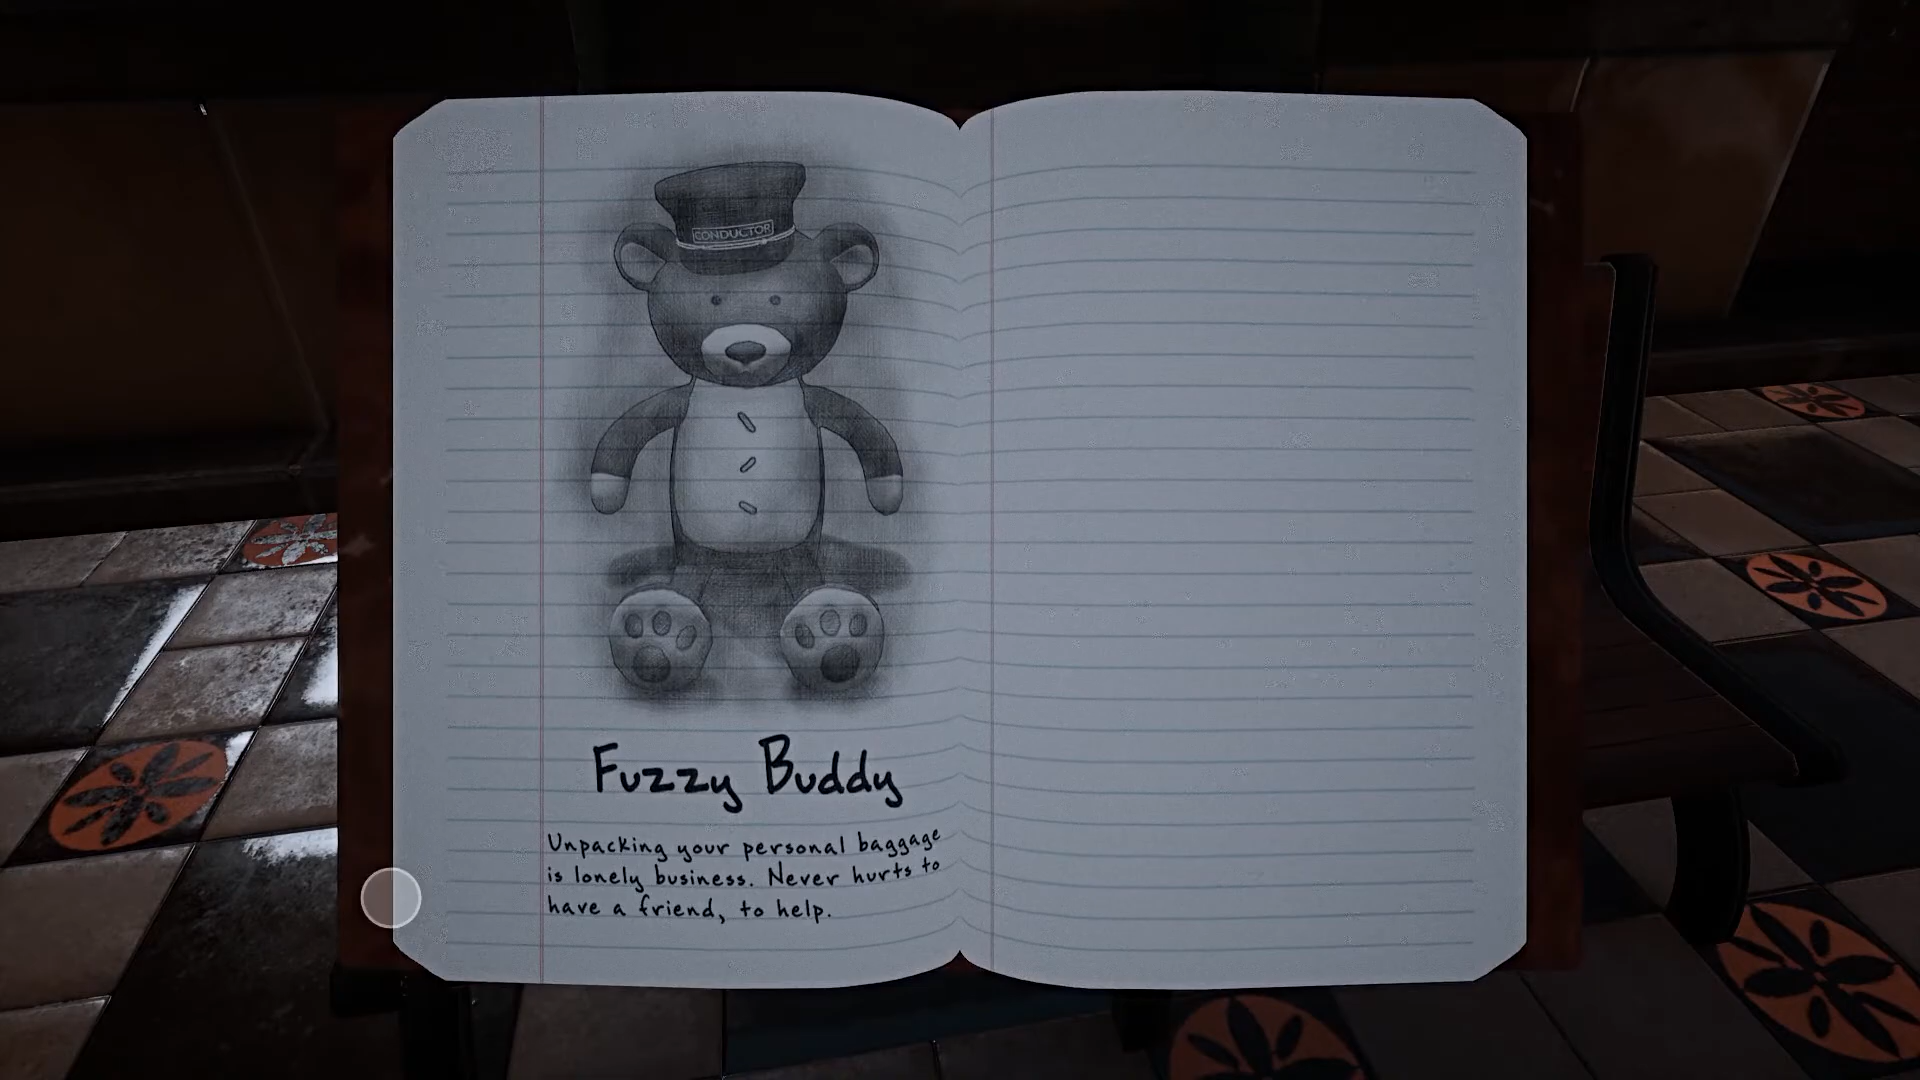 CONDUCTOR
Fuzzy Buddy
Unpacking your personal baggage
is lonely business. Never hurts to
have a friend, to help.